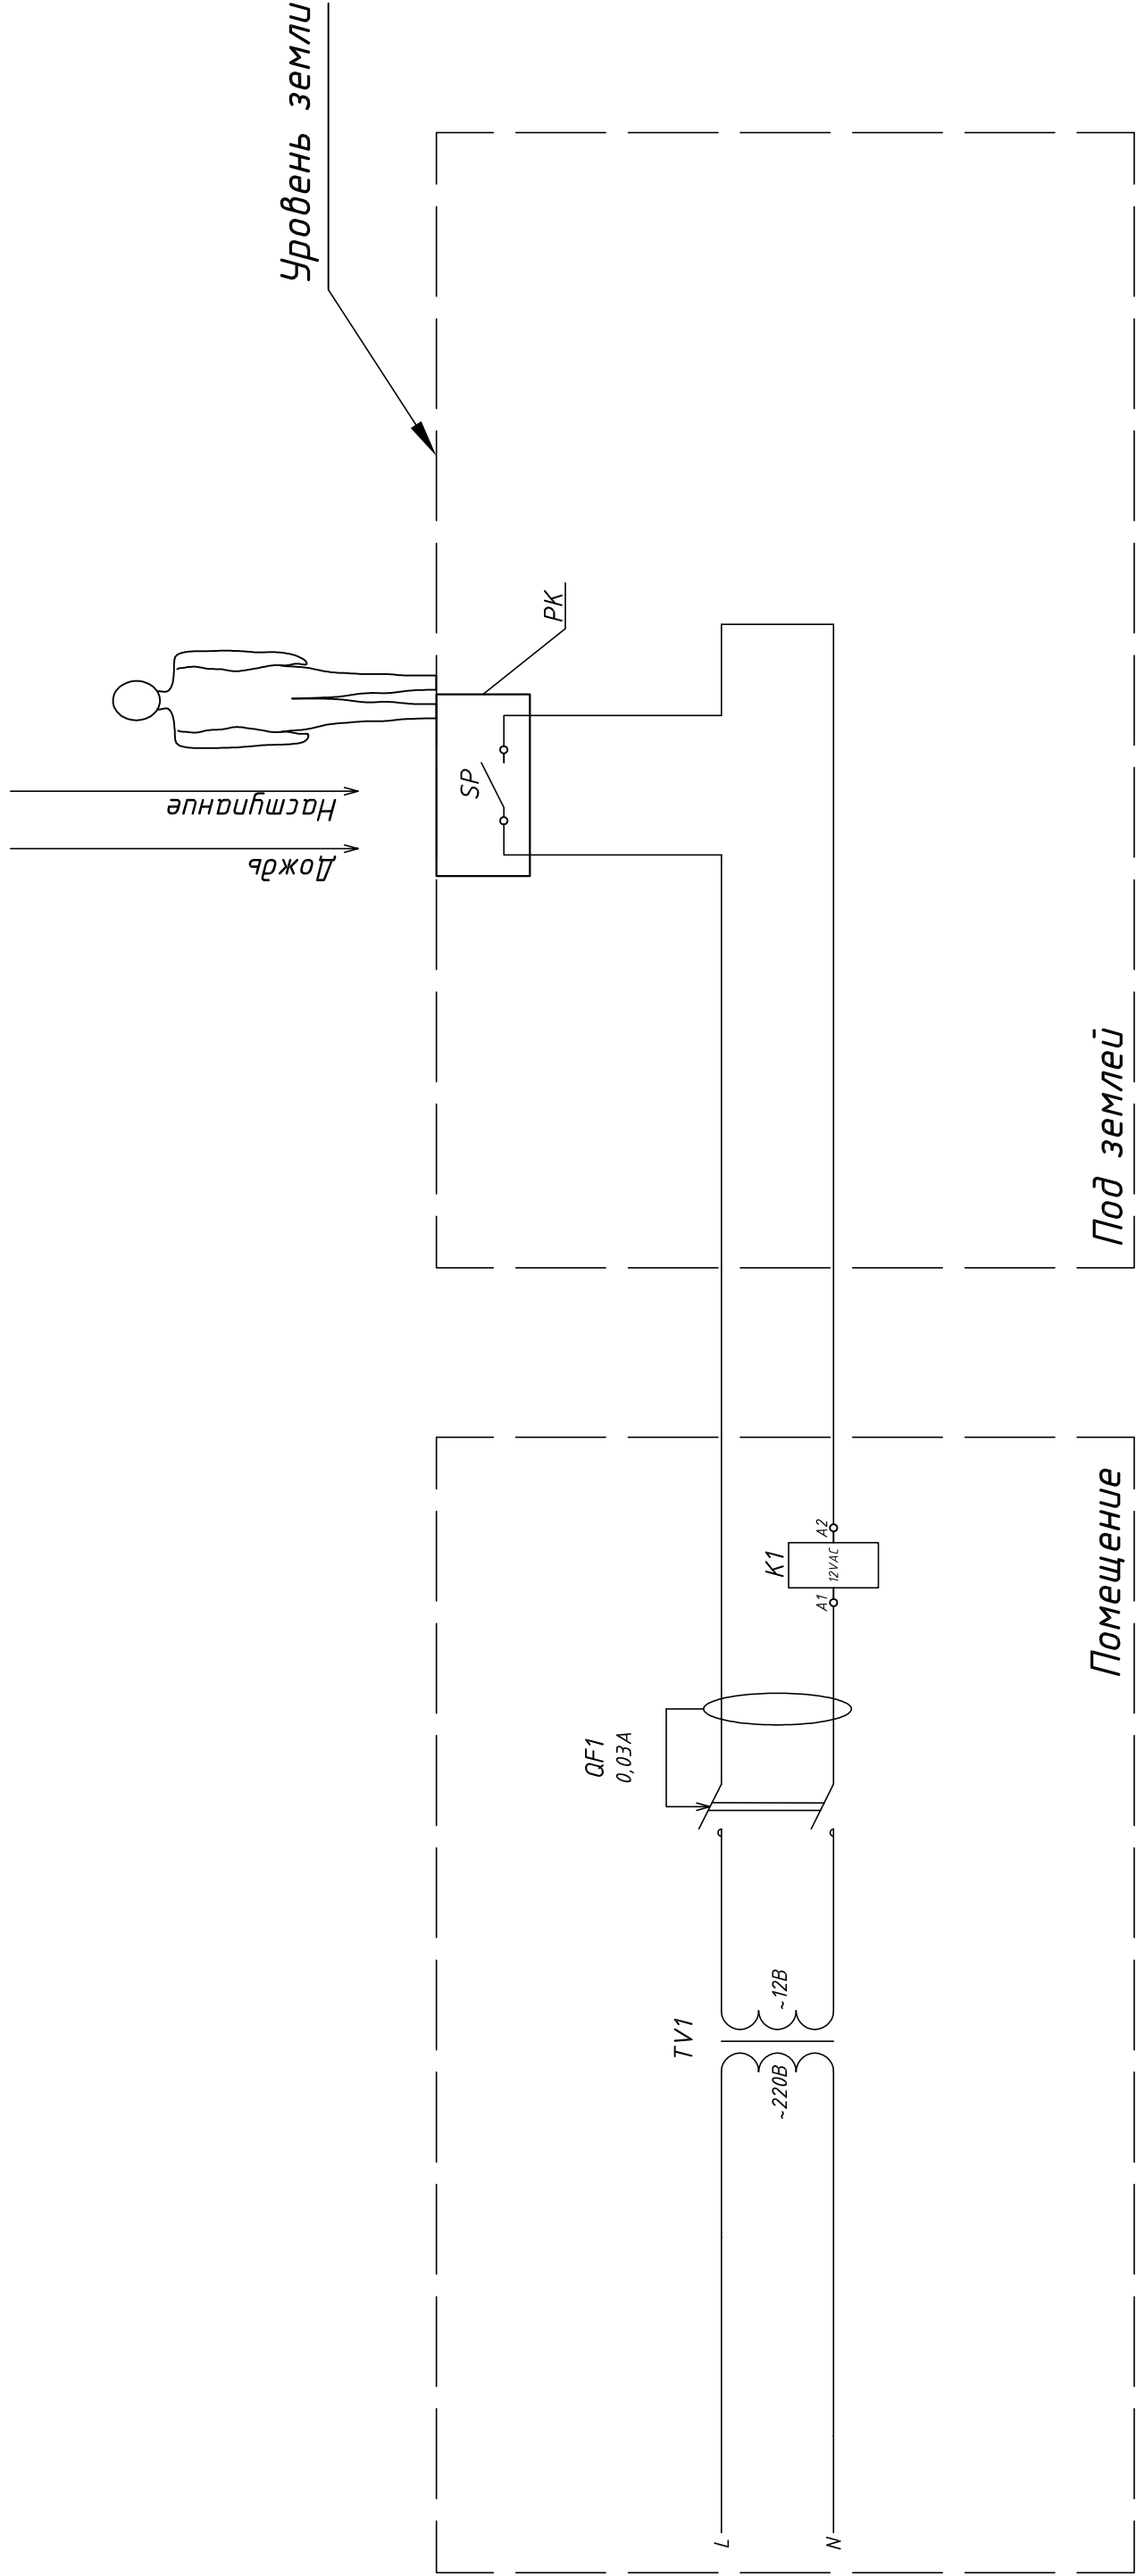 Уровень земли
Наступание
Дождь
PK
SP
Под землей
Помещение
K1
A1
12VAC
A2
QF1
0,03А
TV1
~220В
~12В
L
N